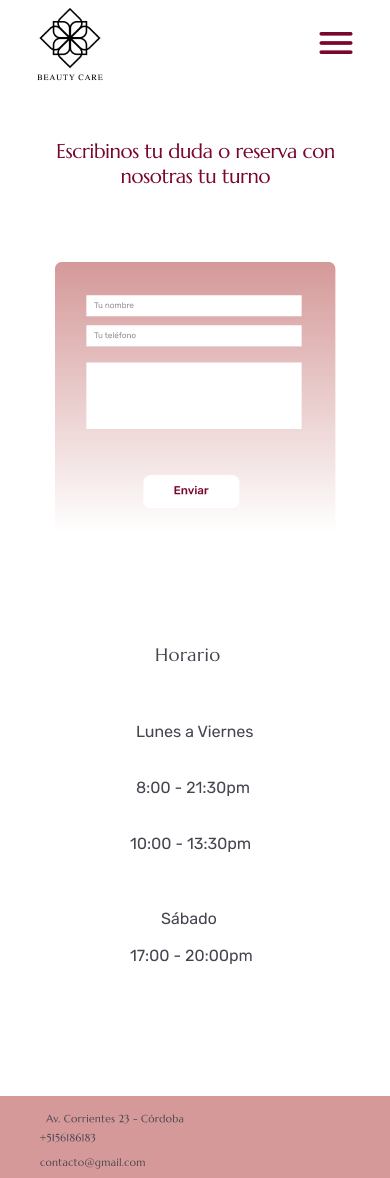 BEAUTY CARE
Escribinos tu duda o reserva con
nosotras tu turno
Tu nombre
Tu teléfono
Enviar
Horario
Lunes a Viernes
8:00 - 21:30pm
10:00 - 13:30pm
Sábado
17:00 - 20:00pm
Av. Corrientes 23 - Córdoba
+5156186183
contacto@gmail.com